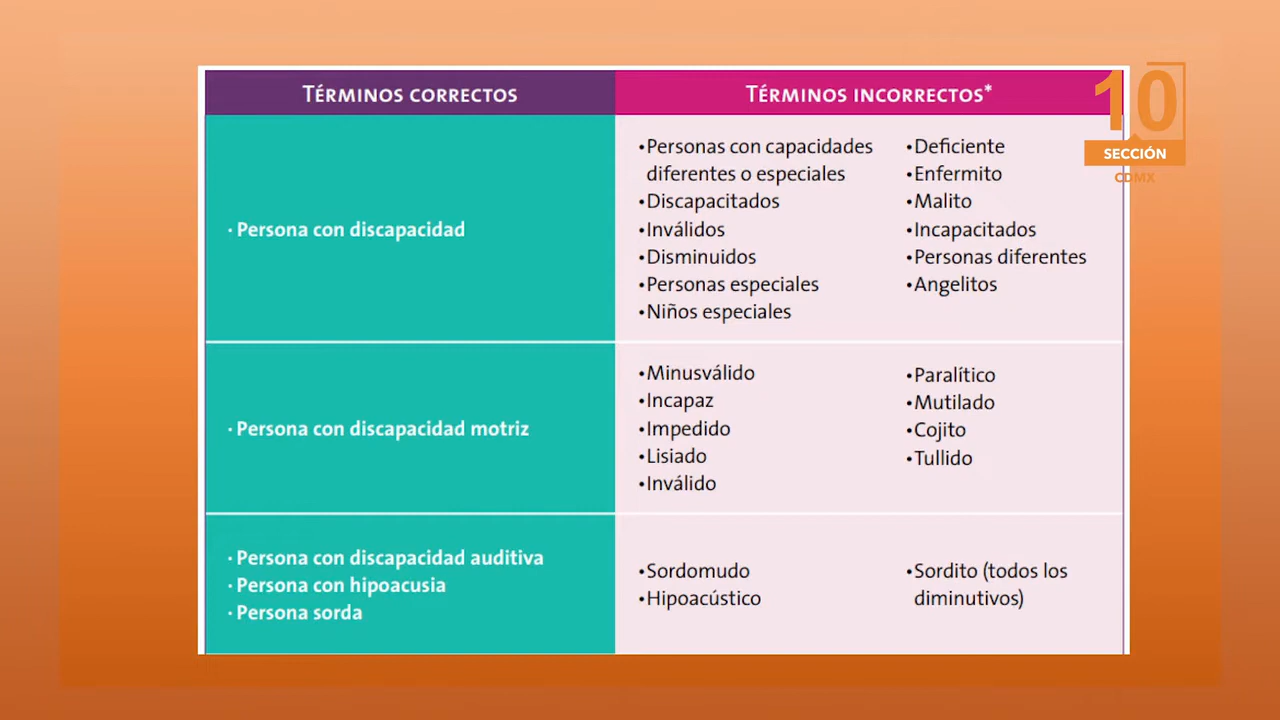 TÉRMINOS CORRECTOS
TÉRMINOS INCORRECTOS*
10
SECCIÓN
CDMX
· Persona con discapacidad
•Personas con capacidades
diferentes o especiales
•Discapacitados
•Inválidos
•Disminuidos
•Personas especiales
•Niños especiales
•Deficiente
•Enfermito
•Malito
•Incapacitados
•Personas diferentes
•Angelitos
· Persona con discapacidad motriz
•Minusválido
•Incapaz
•Impedido
•Lisiado
•Inválido
•Paralítico
•Mutilado
•Cojito
•Tullido
· Persona con discapacidad auditiva
· Persona con hipoacusia
· Persona sorda
•Sordomudo
•Hipoacústico
•Sordito (todos los
diminutivos)